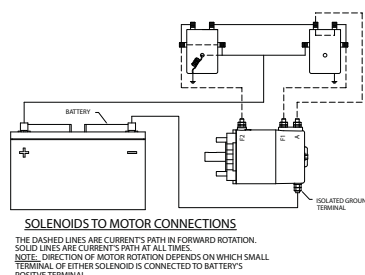 BATTERY
+
-
F2
F1
A
ISOLATED GROUN
TERMINAL
SOLENOIDS TO MOTOR CONNECTIONS
THE DASHED LINES ARE CURRENT'S PATH IN FORWARD ROTATION.
SOLID LINES ARE CURRENT'S PATH AT ALL TIMES.
NOTE: DIRECTION OF MOTOR ROTATION DEPENDS ON WHICH SMALL
TERMINAL OF EITHER SOLENOID IS CONNECTED TO BATTERY'S
POSITIVE TERMINAL